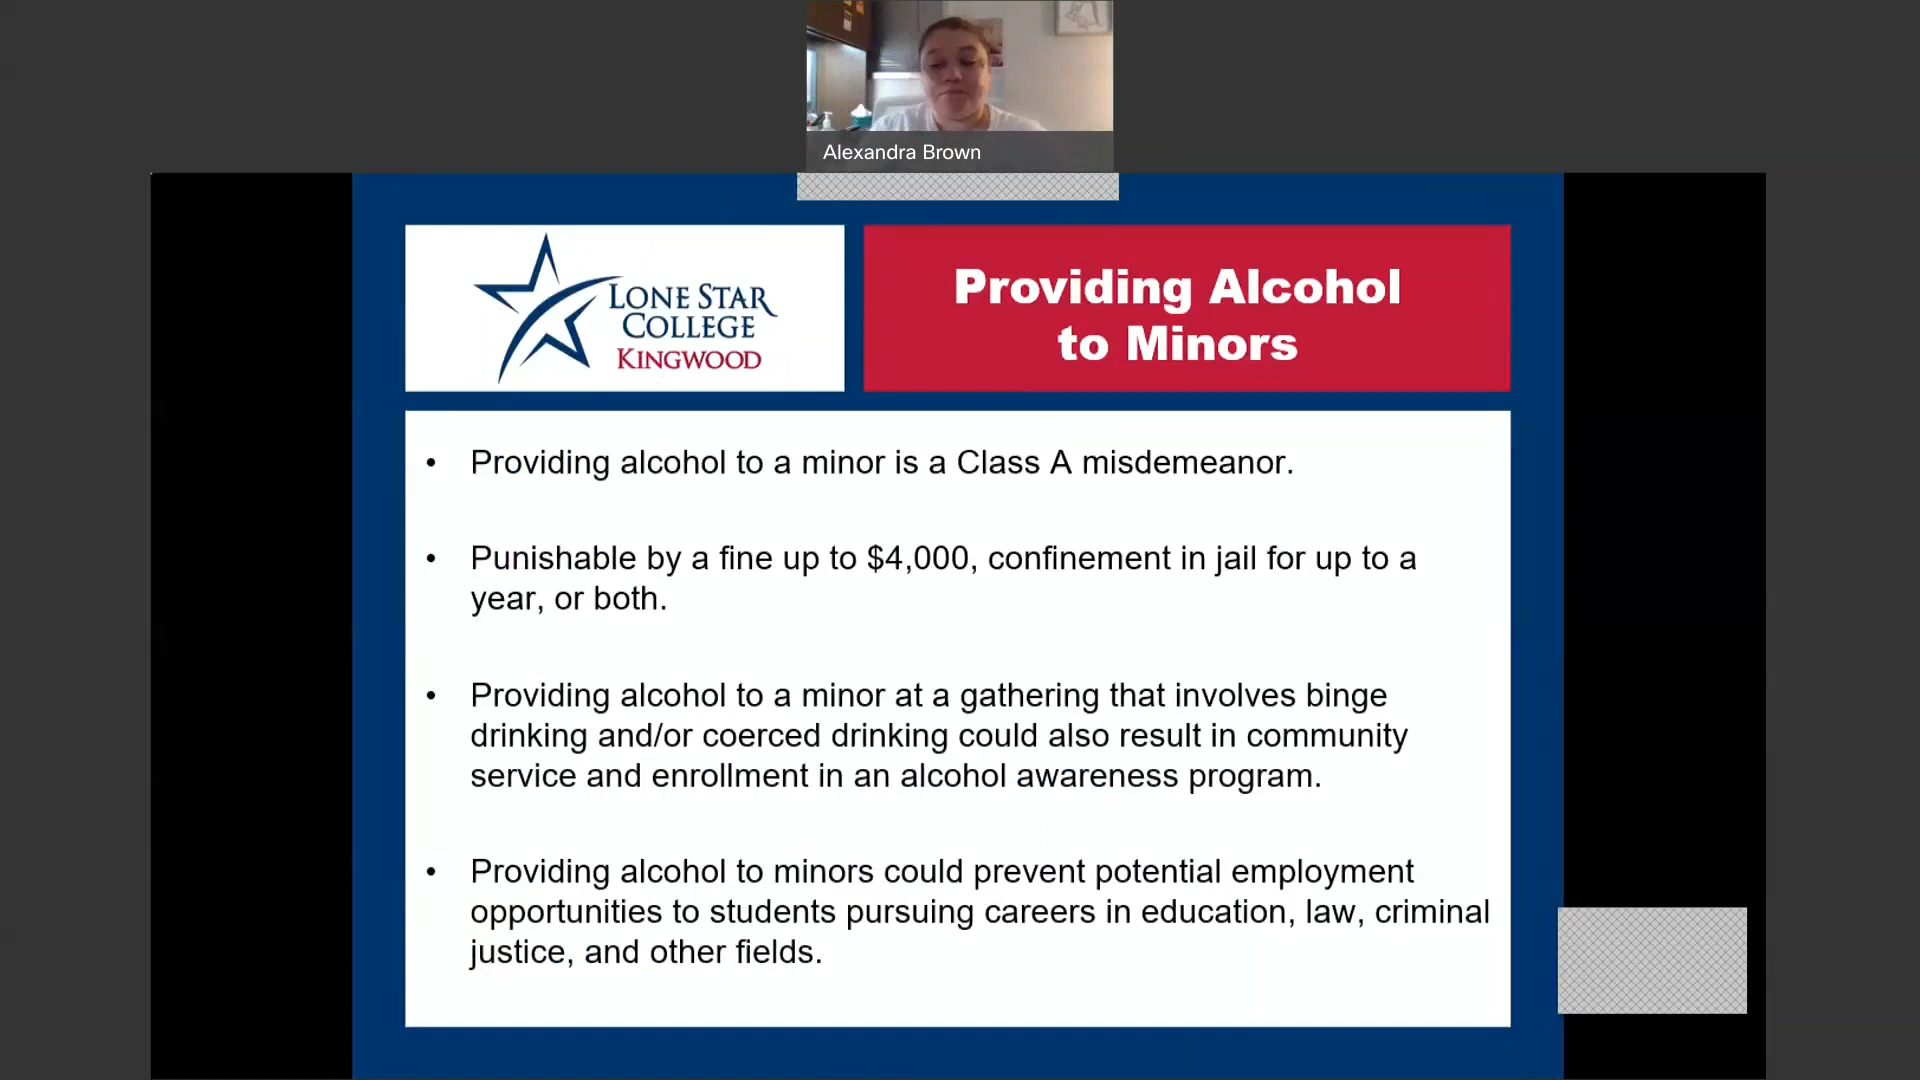 Alexandra Brown
LONE STAR
COLLEGE
KINGWOOD
Providing Alcohol
to Minors
• Providing alcohol to a minor is a Class A misdemeanor.
• Punishable by a fine up to $4,000, confinement in jail for up to a
year, or both.
• Providing alcohol to a minor at a gathering that involves binge
drinking and/or coerced drinking could also result in community
service and enrollment in an alcohol awareness program.
• Providing alcohol to minors could prevent potential employment
opportunities to students pursuing careers in education, law, criminal
justice, and other fields.